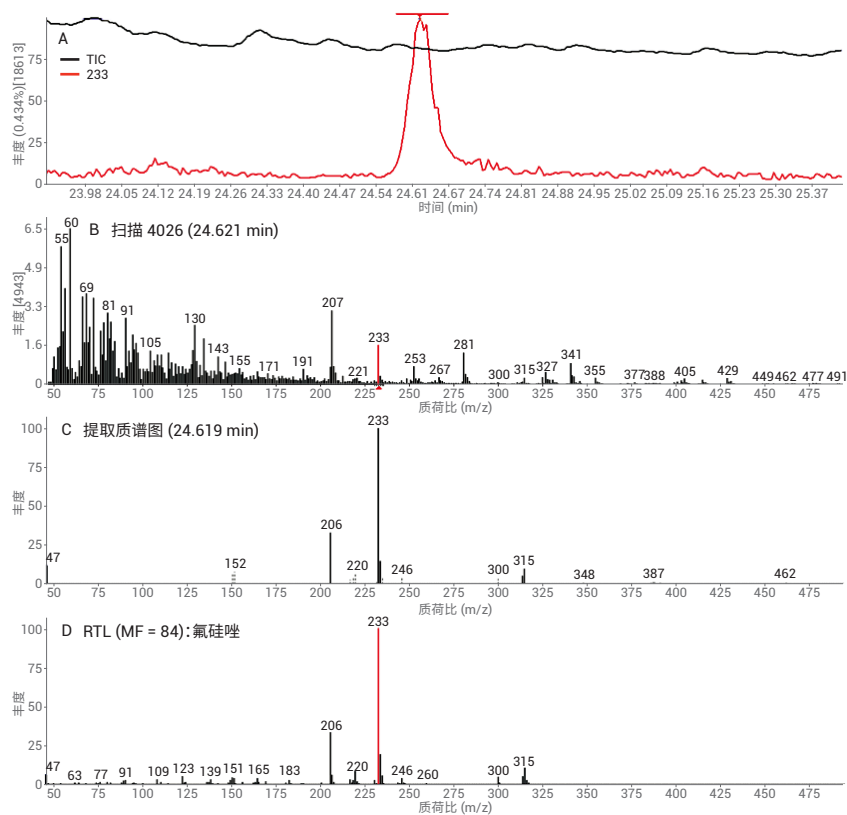 A
TIC
233
丰度 (0.434%)[18613]
75
50
25
0
23.98 24.05 24.12 24.19 24.26 24.33 24.40 24.47 24.54 24.61 24.67 24.74 24.81 24.88 24.95 25.02 25.09 25.16 25.23 25.30 25.37
时间 (min)
B 扫描 4026 (24.621 min)
丰度 [4943]
6.5
4.9
3.3
1.6
0
55 60 69 81 91 105 130 143 155 171 191 207 221 233 253 267 281 300 315 327 341 355 377 388 405 429 449 462 477 491
50 75 100 125 150 175 200 225 250 275 300 325 350 375 400 425 450 475
质荷比 (m/z)
C 提取质谱图 (24.619 min)
丰度
100
75
50
25
0
47 152 206 220 233 246 300 315 348 387 462
50 75 100 125 150 175 200 225 250 275 300 325 350 375 400 425 450 475
质荷比 (m/z)
D RTL (MF = 84)：氟硅唑
丰度
100
75
50
25
0
47 63 77 91 109 123 139 151 165 183 206 220 233 246 260 300 315
50 75 100 125 150 175 200 225 250 275 300 325 350 375 400 425 450 475
质荷比 (m/z)